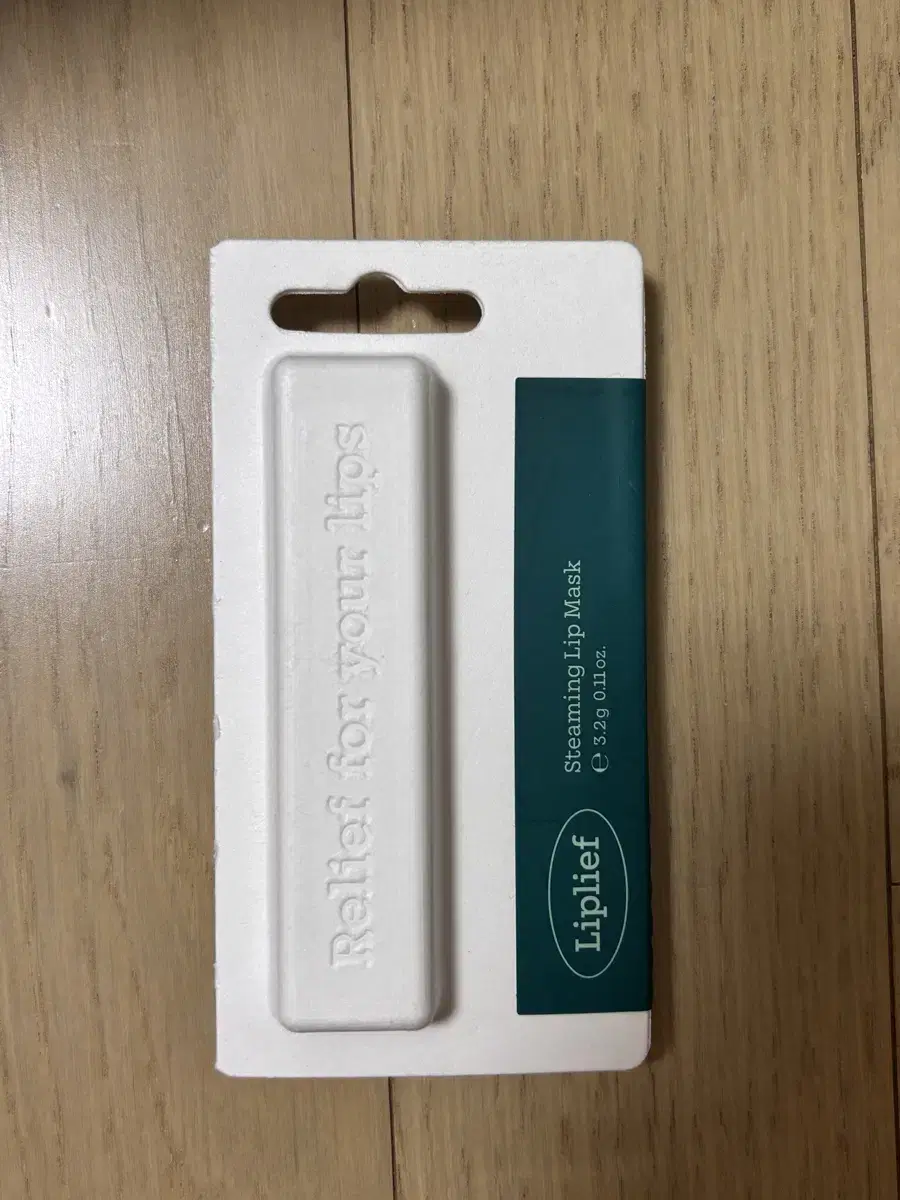 Relief for your lips
Liplief
Steaming Lip Mask
℮ 3.2g 0.11 oz.